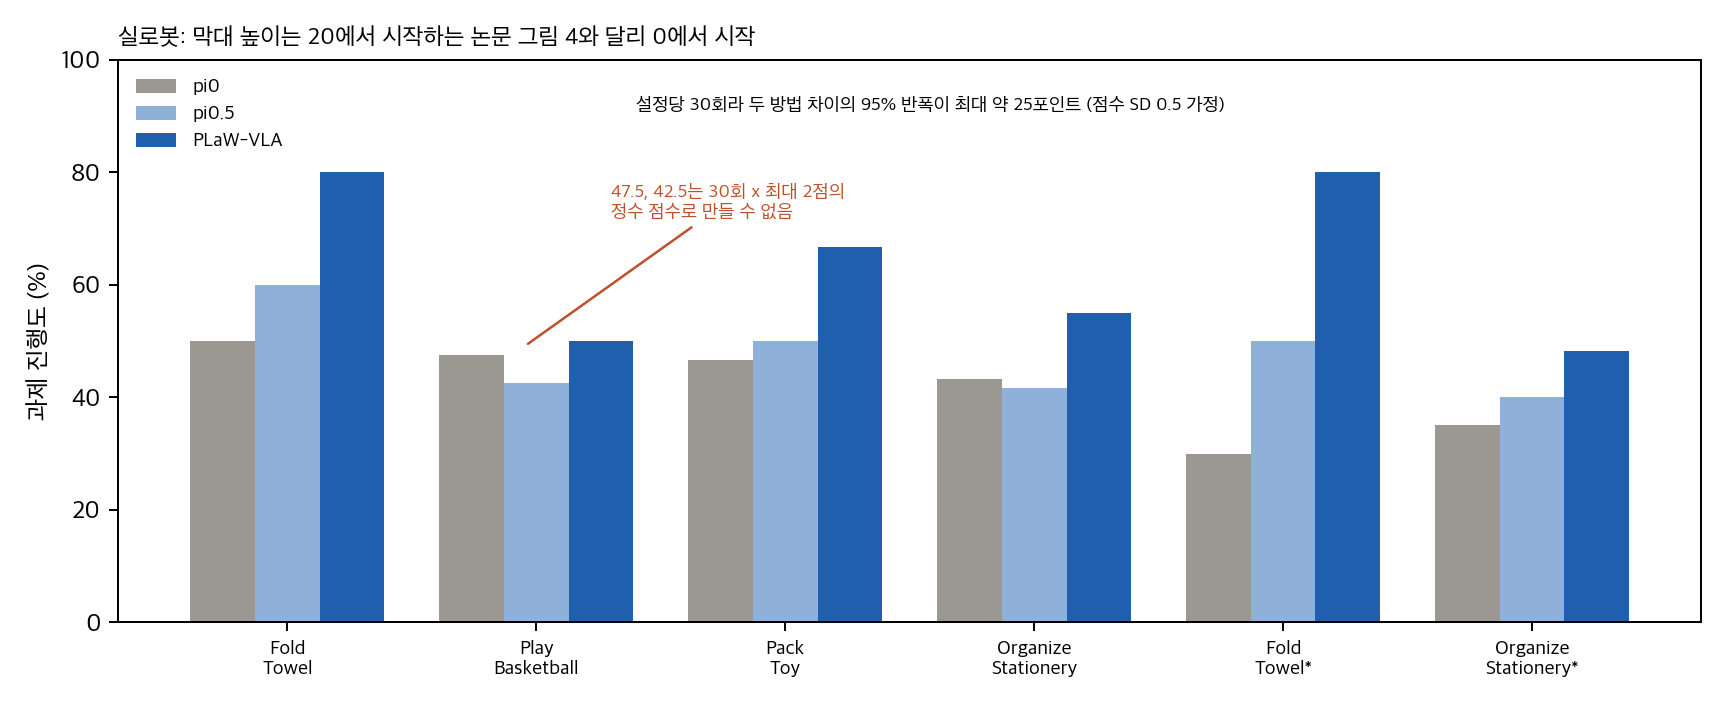 실로봇: 막대 높이는 20에서 시작하는 논문 그림 4와 달리 0에서 시작
100
80
60
40
20
0
과제 진행도 (%)
pi0
pi0.5
PLaW-VLA
설정당 30회라 두 방법 차이의 95% 반폭이 최대 약 25포인트 (점수 SD 0.5 가정)
47.5, 42.5는 30회 x 최대 2점의
정수 점수로 만들 수 없음
Fold
Towel
Play
Basketball
Pack
Toy
Organize
Stationery
Fold
Towel*
Organize
Stationery*